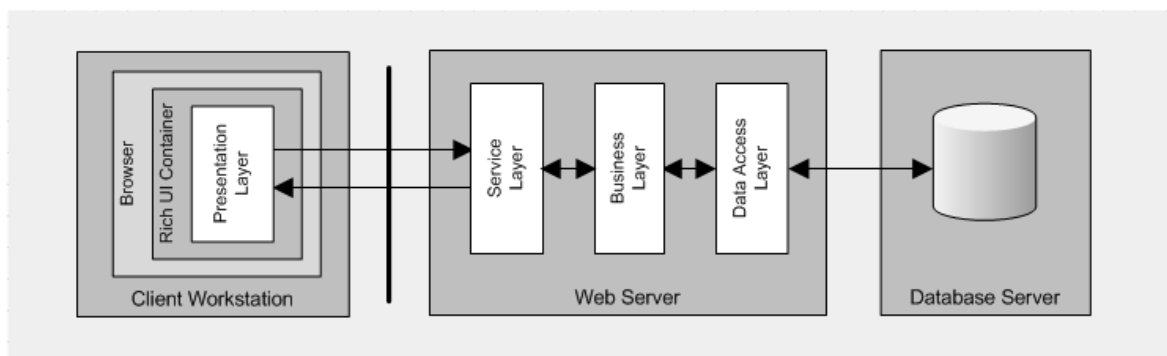 Browser
Rich UI Container
Presentation
Layer
Client Workstation
Service
Layer
Business
Layer
Data Access
Layer
Web Server
Database Server